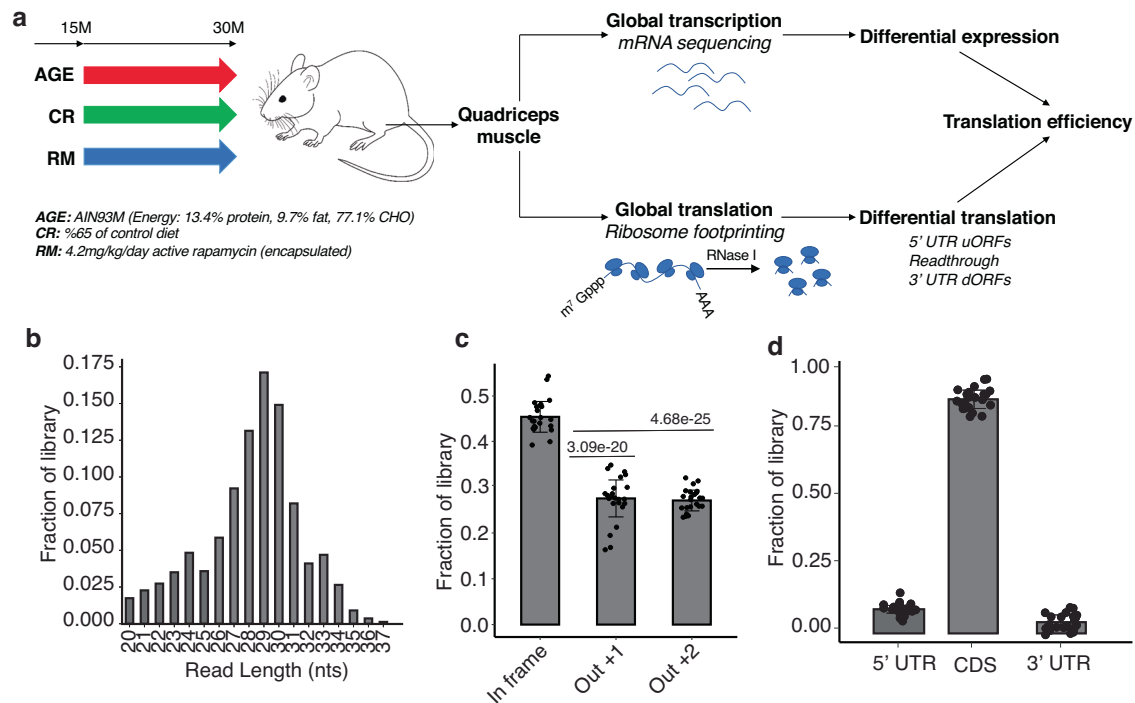 a
15M 30M
AGE
CR
RM
AGE: AIN93M (Energy: 13.4% protein, 9.7% fat, 77.1% CHO)
CR: %65 of control diet
RM: 4.2mg/kg/day active rapamycin (encapsulated)
Quadriceps
muscle
Global transcription
mRNA sequencing
Differential expression
Translation efficiency
Global translation
Ribosome footprinting
RNase I
m7 Gppp
AAA
Differential translation
5' UTR uORFs
Readthrough
3' UTR dORFs
b
Fraction of library
0.175
0.150
0.125
0.100
0.075
0.050
0.025
0.000
20 21 22 23 24 25 26 27 28 29 30 31 32 33 34 35 36 37
Read Length (nts)
c
Fraction of library
0.5
0.4
0.3
0.2
0.1
0.0
4.68e-25
3.09e-20
In frame
Out +1
Out +2
d
Fraction of library
1.00
0.75
0.50
0.25
0.00
5' UTR CDS 3' UTR